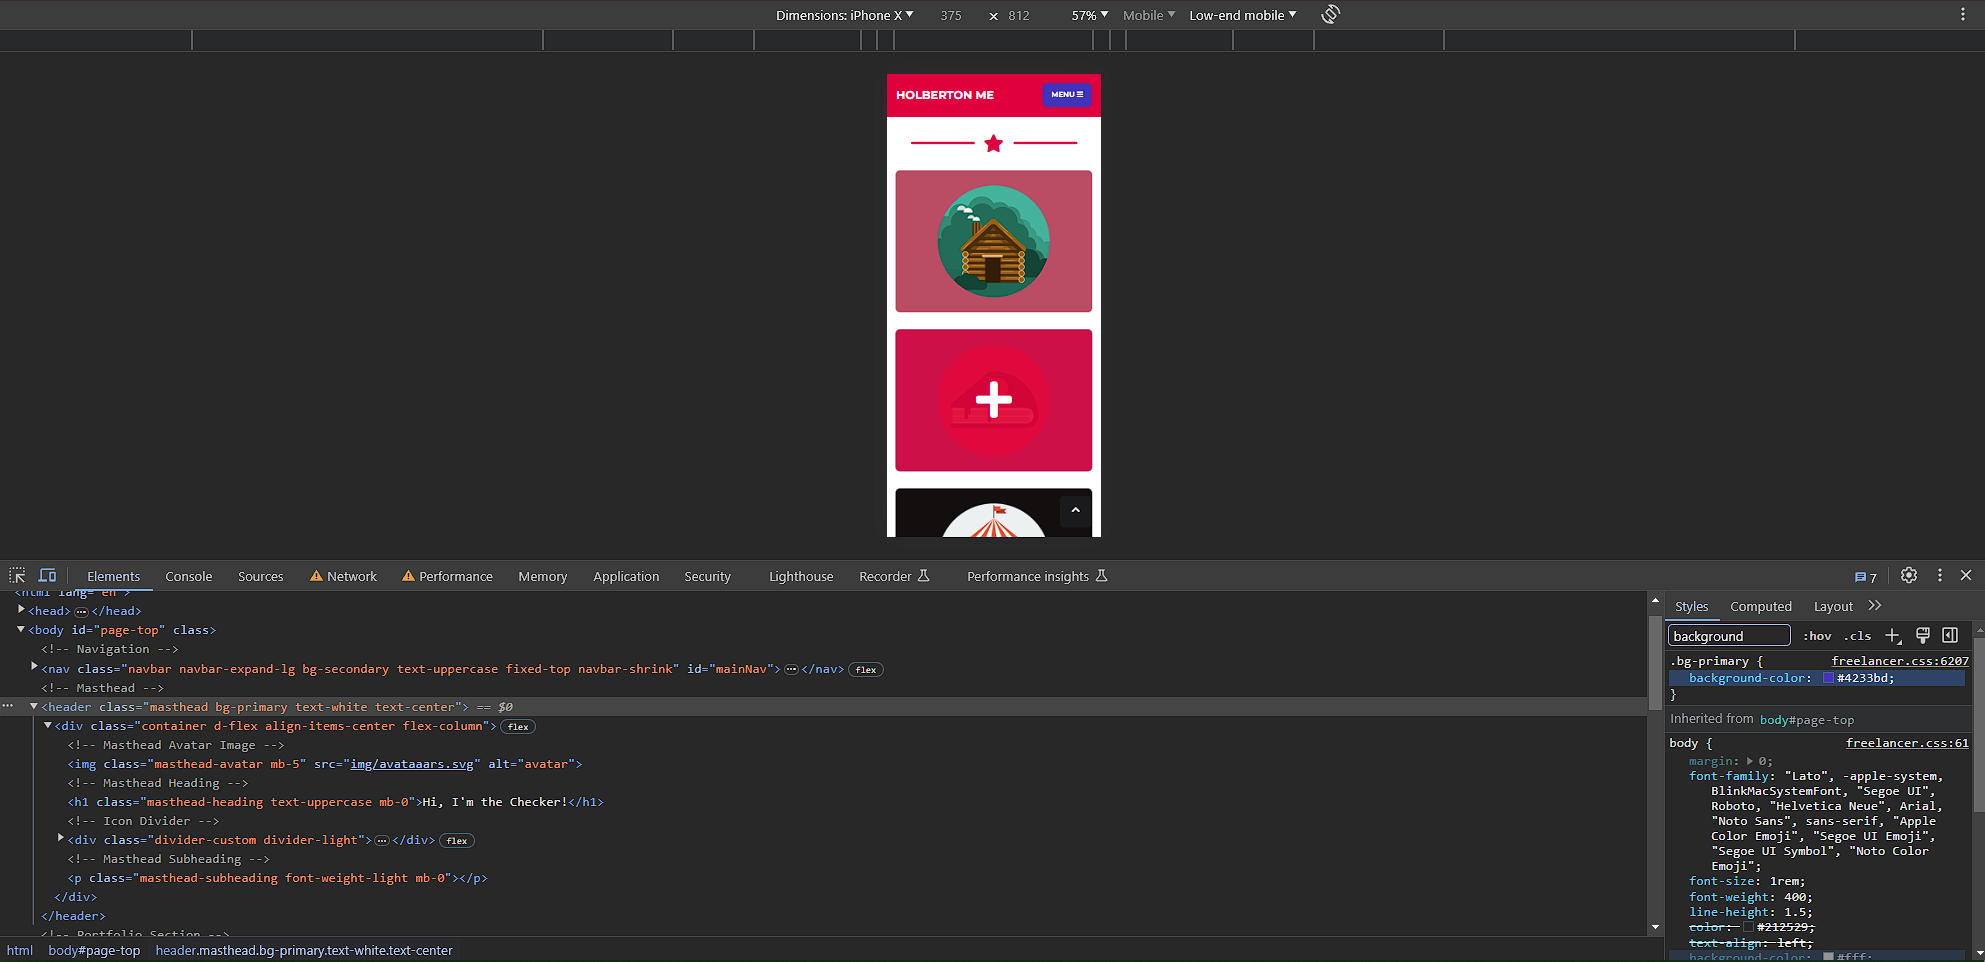 Dimensions: iPhone X ▼ 375 × 812 57% ▼ Mobile ▼ Low-end mobile ▼
HOLBERTON ME
MENU
Elements Console Sources Network Performance Memory Application Security Lighthouse Recorder Performance insights 7
<html lang="en">
<head> ⋯ </head>
<body id="page-top" class>
<!-- Navigation -->
<nav class="navbar navbar-expand-lg bg-secondary text-uppercase fixed-top navbar-shrink" id="mainNav"> ⋯ </nav> flex
<!-- Masthead -->
<header class="masthead bg-primary text-white text-center"> == $0
<div class="container d-flex align-items-center flex-column"> flex
<!-- Masthead Avatar Image -->
<img class="masthead-avatar mb-5" src="img/avataaars.svg" alt="avatar">
<!-- Masthead Heading -->
<h1 class="masthead-heading text-uppercase mb-0">Hi, I'm the Checker!</h1>
<!-- Icon Divider -->
<div class="divider-custom divider-light"> ⋯ </div> flex
<!-- Masthead Subheading -->
<p class="masthead-subheading font-weight-light mb-0"></p>
</div>
</header>
<!-- Portfolio Section -->
html body#page-top header.masthead.bg-primary.text-white.text-center
Styles Computed Layout
background :hov .cls
.bg-primary { freelancer.css:6207
background-color: #4233bd;
}
Inherited from body#page-top
body { freelancer.css:61
margin: 0;
font-family: "Lato", -apple-system,
BlinkMacSystemFont, "Segoe UI",
Roboto, "Helvetica Neue", Arial,
"Noto Sans", sans-serif, "Apple
Color Emoji", "Segoe UI Emoji",
"Segoe UI Symbol", "Noto Color
Emoji";
font-size: 1rem;
font-weight: 400;
line-height: 1.5;
color: #212529;
text-align: left;
background-color: #fff;